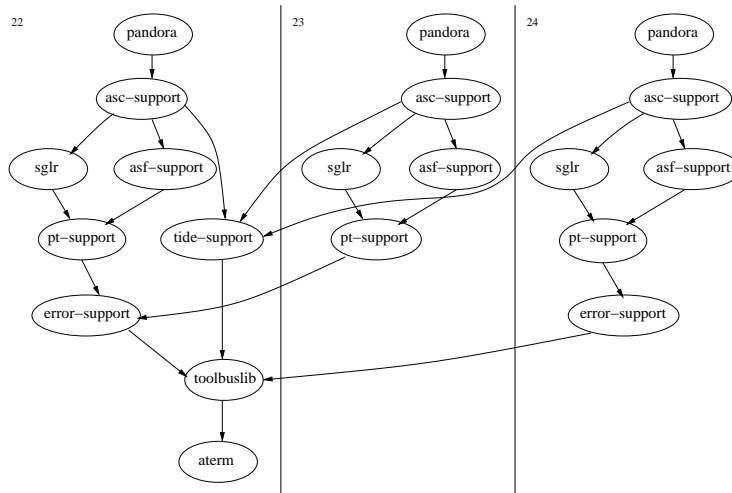 22
pandora
asc-support
sglr
asf-support
pt-support
tide-support
error-support
toolbuslib
aterm
23
pandora
asc-support
sglr
asf-support
pt-support
24
pandora
asc-support
sglr
asf-support
pt-support
error-support